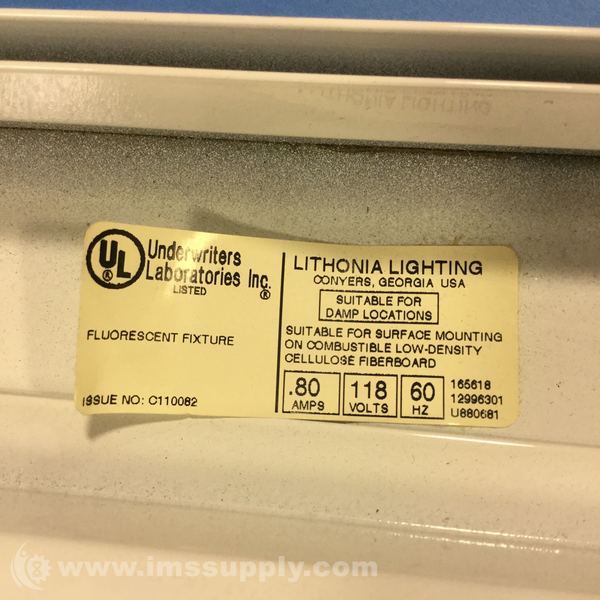 LITHONIA LIGHTING
UL ®
Underwriters
Laboratories Inc. ®
LISTED
FLUORESCENT FIXTURE
ISSUE NO: C110082
LITHONIA LIGHTING
CONYERS, GEORGIA USA
SUITABLE FOR
DAMP LOCATIONS
SUITABLE FOR SURFACE MOUNTING
ON COMBUSTIBLE LOW-DENSITY
CELLULOSE FIBERBOARD
.80 AMPS
118 VOLTS
60 HZ
165618
12996301
U880681
www.imssupply.com